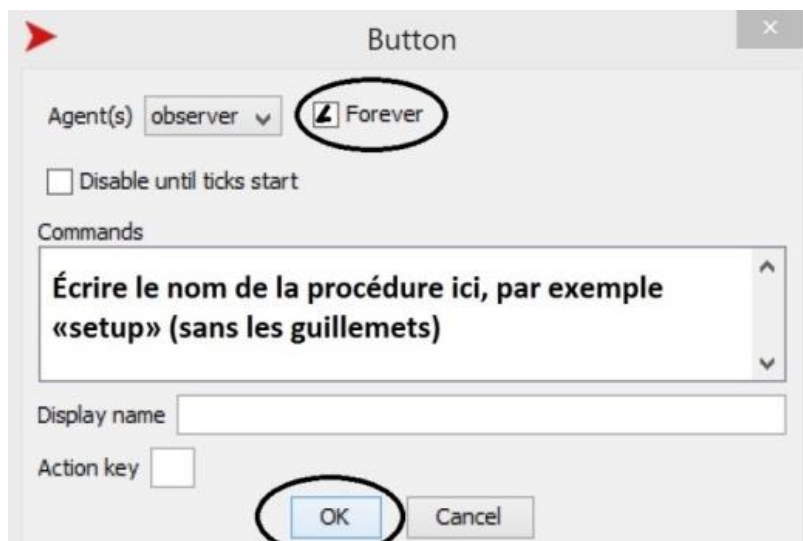 Button
Agent(s) observer Forever
Disable until ticks start
Commands
Écrire le nom de la procédure ici, par exemple
«setup» (sans les guillemets)
Display name
Action key
OK Cancel